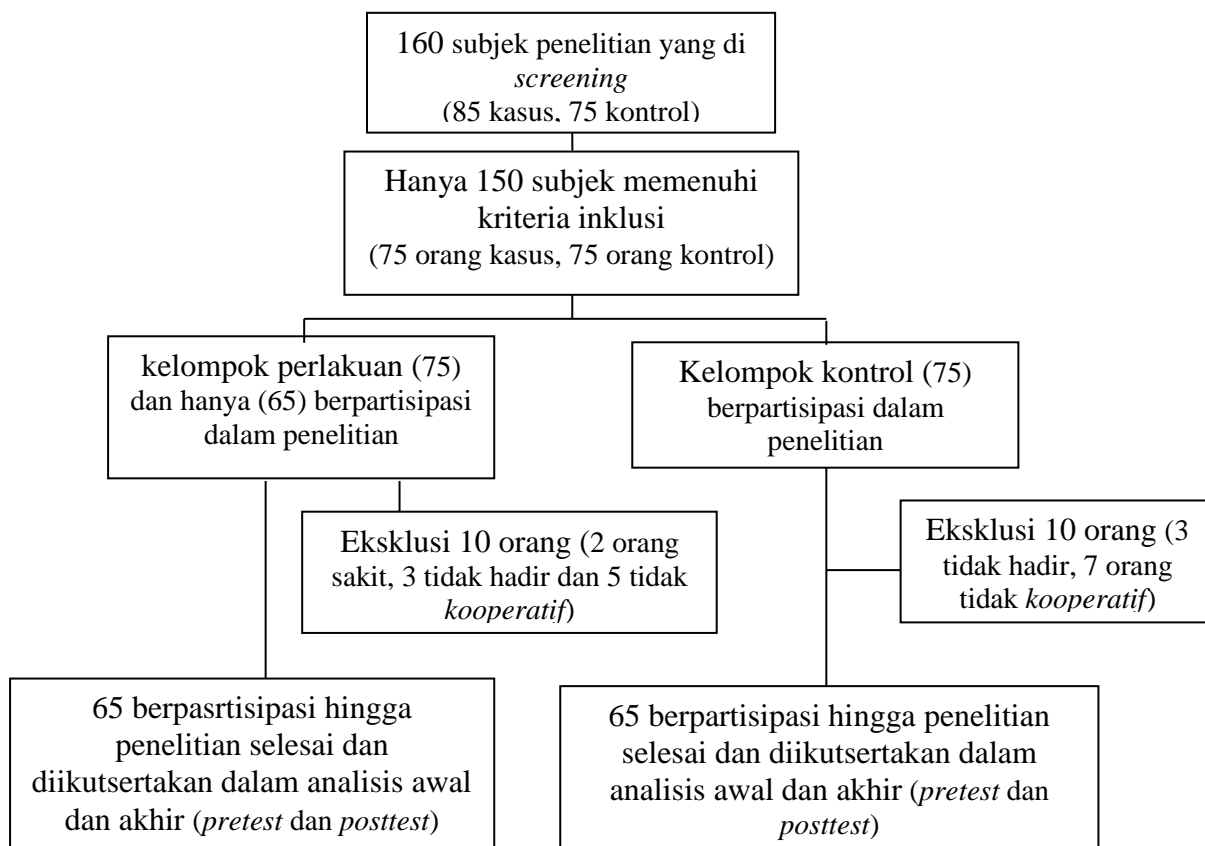 160 subjek penelitian yang di
screening
(85 kasus, 75 kontrol)
Hanya 150 subjek memenuhi
kriteria inklusi
(75 orang kasus, 75 orang kontrol)
kelompok perlakuan (75)
dan hanya (65) berpartisipasi
dalam penelitian
Kelompok kontrol (75)
berpartisipasi dalam
penelitian
Eksklusi 10 orang (2 orang
sakit, 3 tidak hadir dan 5 tidak
kooperatif)
Eksklusi 10 orang (3
tidak hadir, 7 orang
tidak kooperatif)
65 berpasrtisipasi hingga
penelitian selesai dan
diikutsertakan dalam analisis awal
dan akhir (pretest dan posttest)
65 berpartisipasi hingga penelitian
selesai dan diikutsertakan dalam
analisis awal dan akhir (pretest dan
posttest)